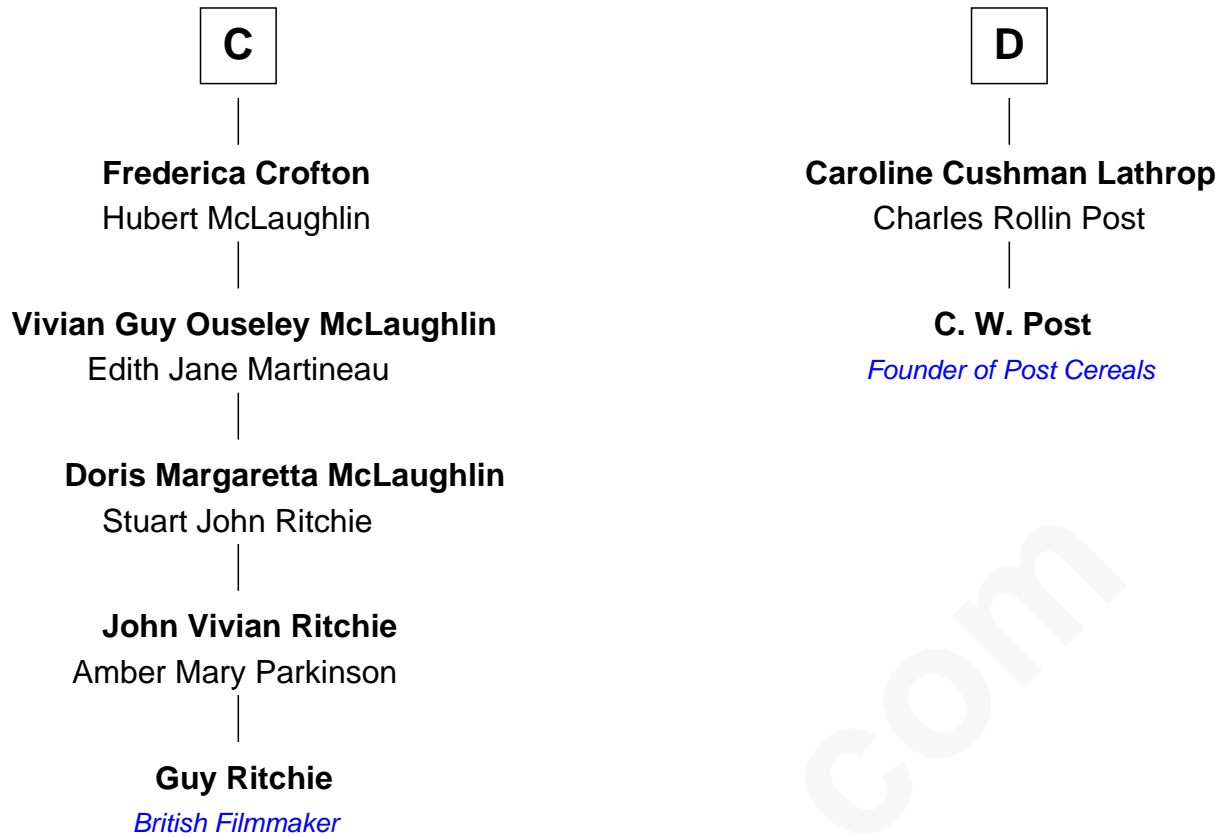 C
Frederica Crofton
Hubert McLaughlin
Vivian Guy Ouseley McLaughlin
Edith Jane Martineau
Doris Margaretta McLaughlin
Stuart John Ritchie
John Vivian Ritchie
Amber Mary Parkinson
Guy Ritchie
British Filmmaker
D
Caroline Cushman Lathrop
Charles Rollin Post
C. W. Post
Founder of Post Cereals
com